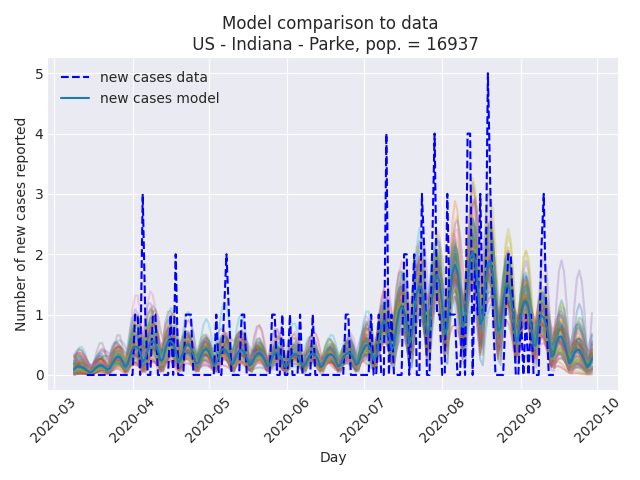 Model comparison to data
US - Indiana - Parke, pop. = 16937
new cases data
new cases model
Number of new cases reported
5
4
3
2
1
0
2020-03
2020-04
2020-05
2020-06
2020-07
2020-08
2020-09
2020-10
Day